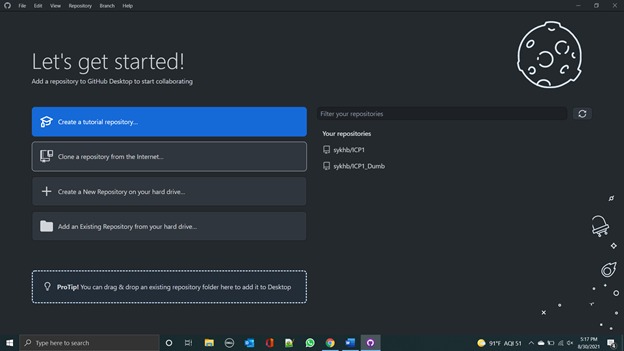 File Edit View Repository Branch Help
Let's get started!
Add a repository to GitHub Desktop to start collaborating
Create a tutorial repository...
Clone a repository from the Internet...
Create a New Repository on your hard drive...
Add an Existing Repository from your hard drive...
ProTip! You can drag & drop an existing repository folder here to add it to Desktop
Filter your repositories
Your repositories
sykhb/ICP1
sykhb/ICP1_Dumb
Type here to search
91°F AQI 51
5:17 PM
8/30/2021